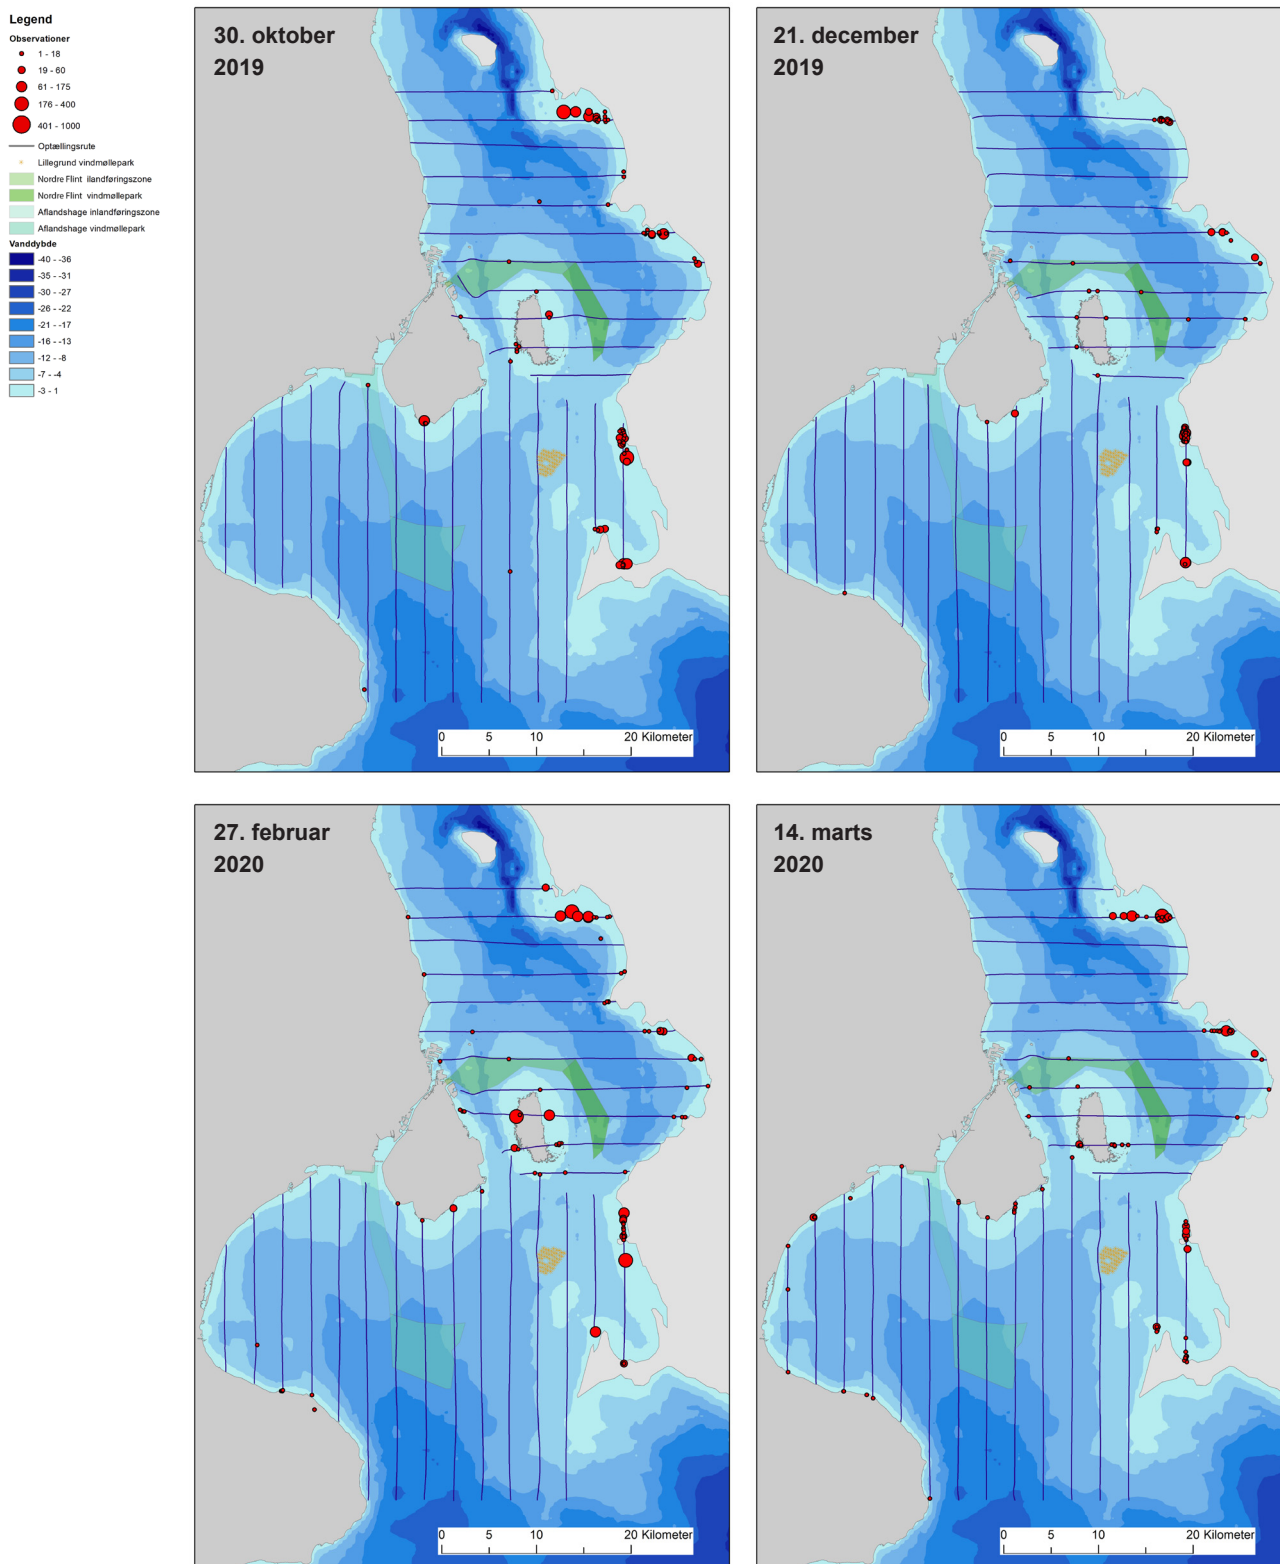 Legend
Observationer
1 - 18
19 - 60
61 - 175
176 - 400
401 - 1000
Optællingsrute
Lillegrund vindmøllepark
Nordre Flint ilandføringszone
Nordre Flint vindmøllepark
Aflandshage inlandføringszone
Aflandshage vindmøllepark
Vanddybde
-40 - -36
-35 - -31
-30 - -27
-26 - -22
-21 - -17
-16 - -13
-12 - -8
-7 - -4
-3 - 1
30. oktober
2019
0 5 10 20 Kilometer
21. december
2019
0 5 10 20 Kilometer
27. februar
2020
0 5 10 20 Kilometer
14. marts
2020
0 5 10 20 Kilometer